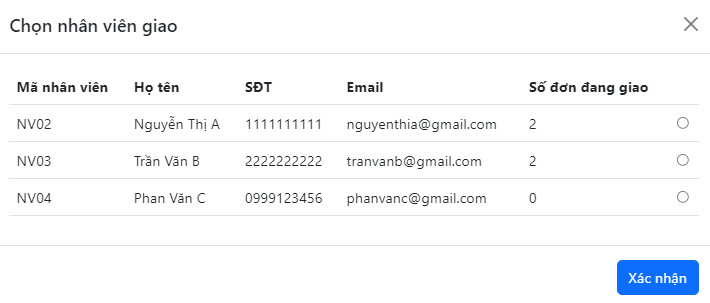 Chọn nhân viên giao
Mã nhân viên Họ tên SĐT Email Số đơn đang giao
NV02 Nguyễn Thị A 1111111111 nguyenthia@gmail.com 2
NV03 Trần Văn B 2222222222 tranvanb@gmail.com 2
NV04 Phan Văn C 0999123456 phanvanc@gmail.com 0
Xác nhận